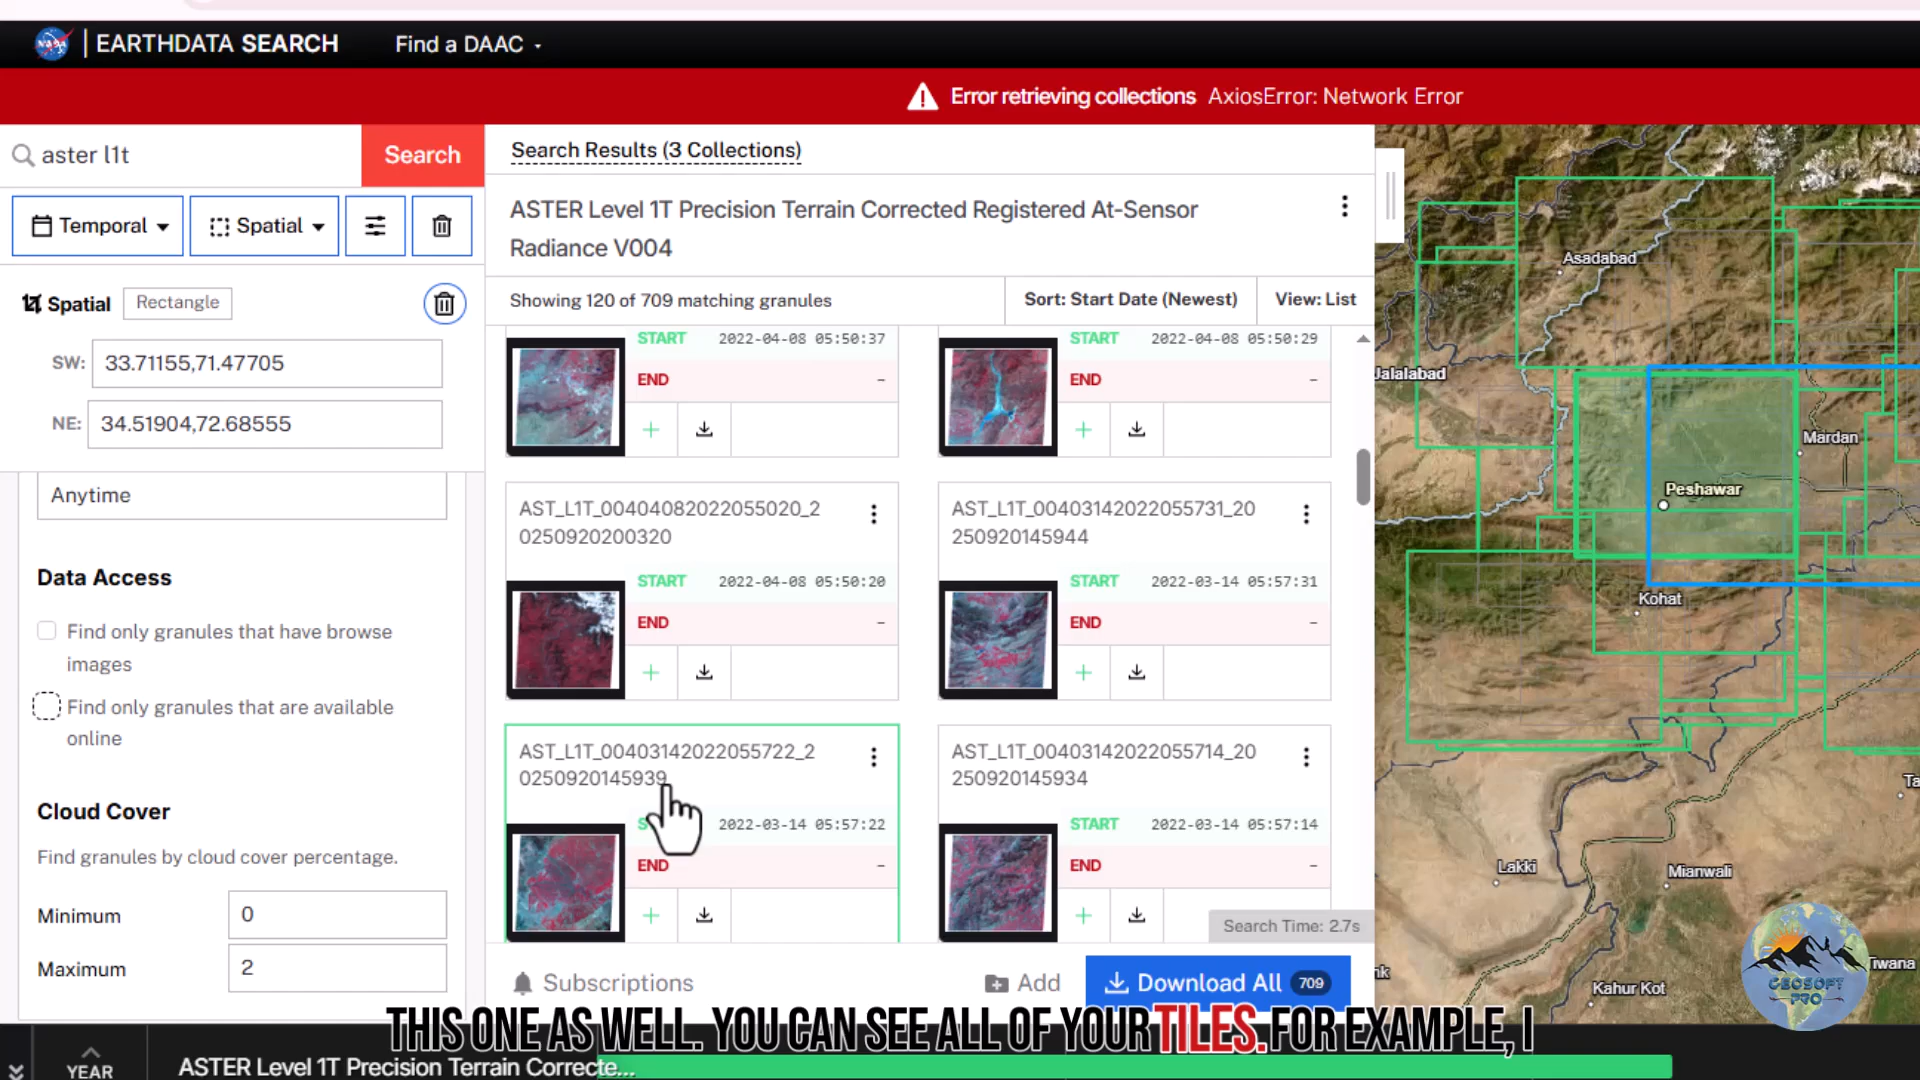 NASA | EARTHDATA SEARCH Find a DAAC
Error retrieving collections AxiosError: Network Error
aster l1t Search
Temporal Spatial
Spatial Rectangle
SW: 33.71155,71.47705
NE: 34.51904,72.68555
Anytime
Data Access
Find only granules that have browse
images
Find only granules that are available
online
Cloud Cover
Find granules by cloud cover percentage.
Minimum 0
Maximum 2
Search Results (3 Collections)
ASTER Level 1T Precision Terrain Corrected Registered At-Sensor
Radiance V004
Showing 120 of 709 matching granules Sort: Start Date (Newest) View: List
START 2022-04-08 05:50:37
END –
START 2022-04-08 05:50:29
END –
AST_L1T_00404082022055020_2
0250920200320
START 2022-04-08 05:50:20
END –
AST_L1T_00403142022055731_20
250920145944
START 2022-03-14 05:57:31
END –
AST_L1T_00403142022055722_2
0250920145939
2022-03-14 05:57:22
END –
AST_L1T_00403142022055714_20
250920145934
START 2022-03-14 05:57:14
END –
Search Time: 2.7s
Subscriptions Add Download All 709
Asadabad
Jalalabad
Mardan
Peshawar
Kohat
Lakki
Mianwali
Kahur Kot
GEOSOFT
PRO
THIS ONE AS WELL. YOU CAN SEE ALL OF YOUR TILES. FOR EXAMPLE, I
YEAR ASTER Level 1T Precision Terrain Correcte...